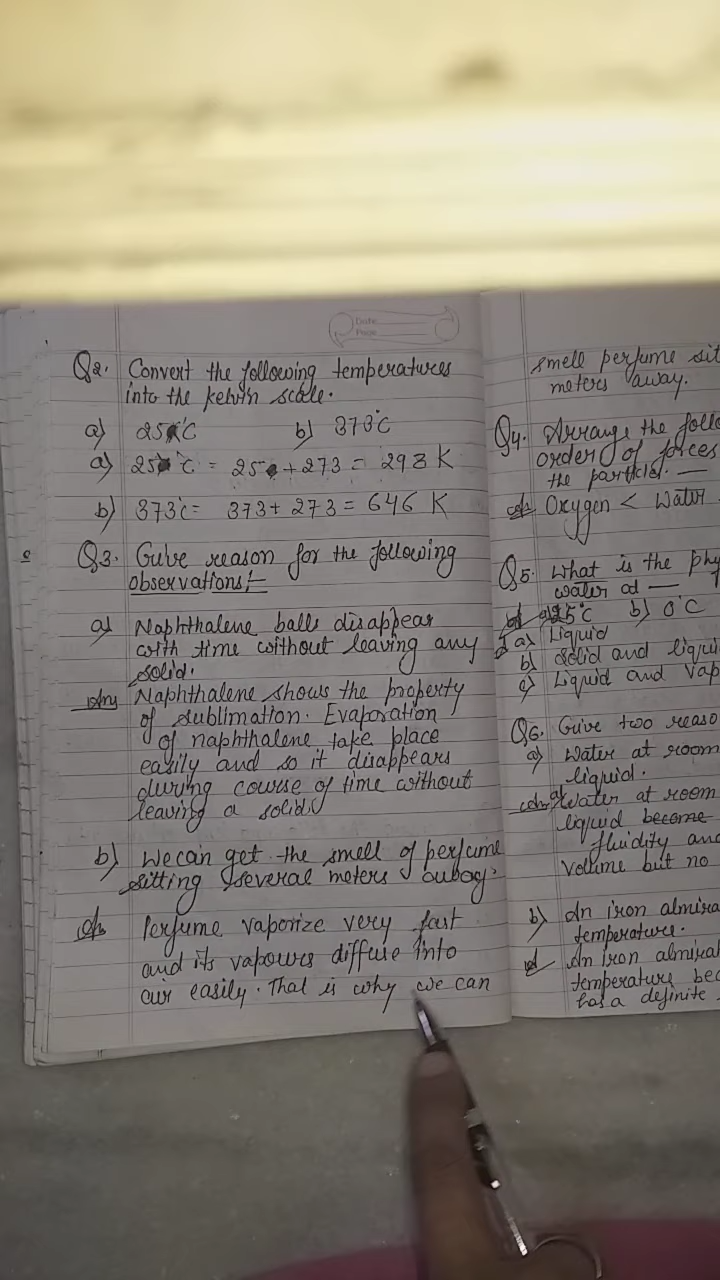 Date
Page
Q2. Convert the following temperatures
into the kelvin scale.
a) 25°C b) 373°C
a) 25°C = 25 + 273 = 298 K
b) 373°C = 373 + 273 = 646 K
Q3. Give reason for the following
observations:-
a) Naphthalene balls disappear
with time without leaving any
solid.
Ans Naphthalene shows the property
of sublimation. Evaporation
of naphthalene take place
easily and so it disappears
during course of time without
leaving a solid.
b) We can get the smell of perfume
sitting several meters away.
Ans Perfume vaporize very fast
and its vapours diffuse into
air easily. That is why we can
smell perfume sit
meters away.
Q4. Arrange the follo
order of forces
the particles. —
Ans Oxygen < Water
Q5. What is the phy
water at —
a) 25°C b) 0°C
a) Liquid
b) Solid and liqui
c) Liquid and vap
Q6. Give two reaso
a) Water at room
liquid.
Ans a) Water at room
liquid because
fluidity and
volume but no
b) An iron almira
temperature.
An iron almirah
temperature bec
has a definite